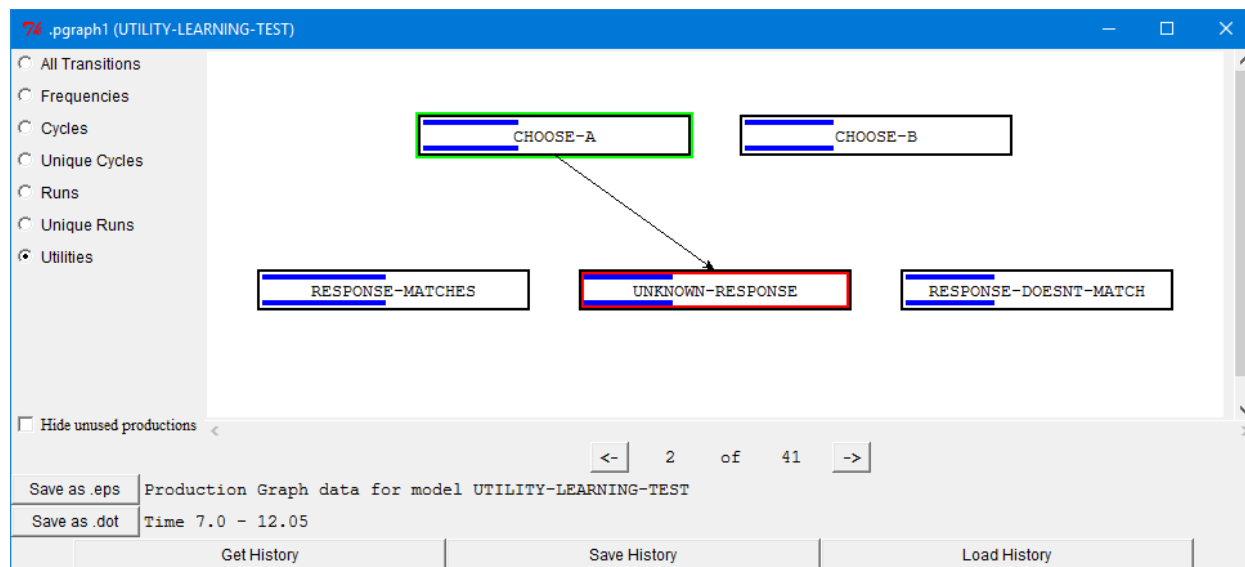 .pgraph1 (UTILITY-LEARNING-TEST)
All Transitions
Frequencies
Cycles
Unique Cycles
Runs
Unique Runs
Utilities
CHOOSE-A
CHOOSE-B
RESPONSE-MATCHES
UNKNOWN-RESPONSE
RESPONSE-DOESNT-MATCH
Hide unused productions
<- 2 of 41 ->
Save as .eps Production Graph data for model UTILITY-LEARNING-TEST
Save as .dot Time 7.0 - 12.05
Get History Save History Load History